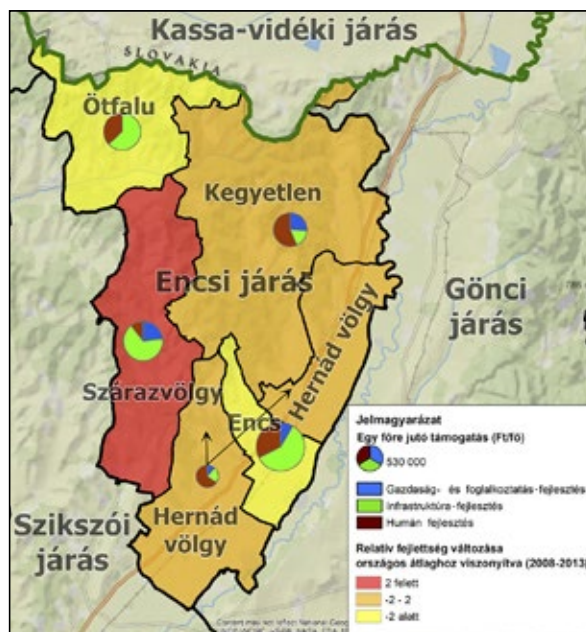 Kassa-vidéki járás
SLOVAKIA
Ötfalu
Kegyetlen
Encsi járás
Gönci
járás
Hernád völgy
Szárazvölgy
Encs
Hernád
völgy
Szikszói
járás
Jelmagyarázat
Egy főre jutó támogatás (Ft/fő)
530 000
Gazdaság- és foglalkoztatás-fejlesztés
Infrastruktúra-fejlesztés
Humán fejlesztés
Relatív fejlettség változása
országos átlaghoz viszonyítva (2008-2013)
2 felett
-2 - 2
-2 alatt